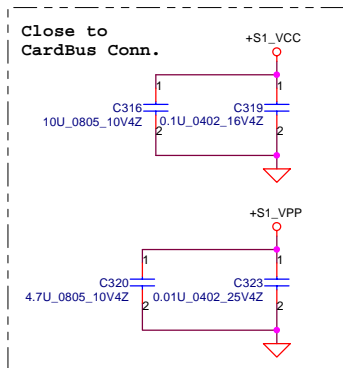 Close to
CardBus Conn.
+S1_VCC
1
1
C316
C319
10U_0805_10V4Z
0.1U_0402_16V4Z
2
2
+S1_VPP
1
1
C320
C323
4.7U_0805_10V4Z
0.01U_0402_25V4Z
2
2